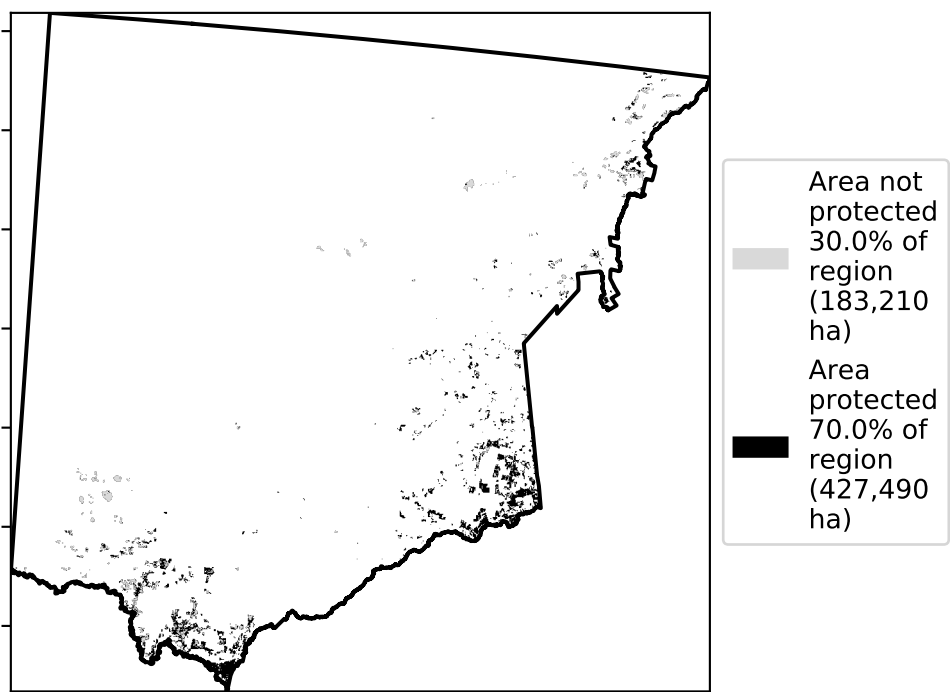 Area not
protected
30.0% of
region
(183,210
ha)
Area
protected
70.0% of
region
(427,490
ha)